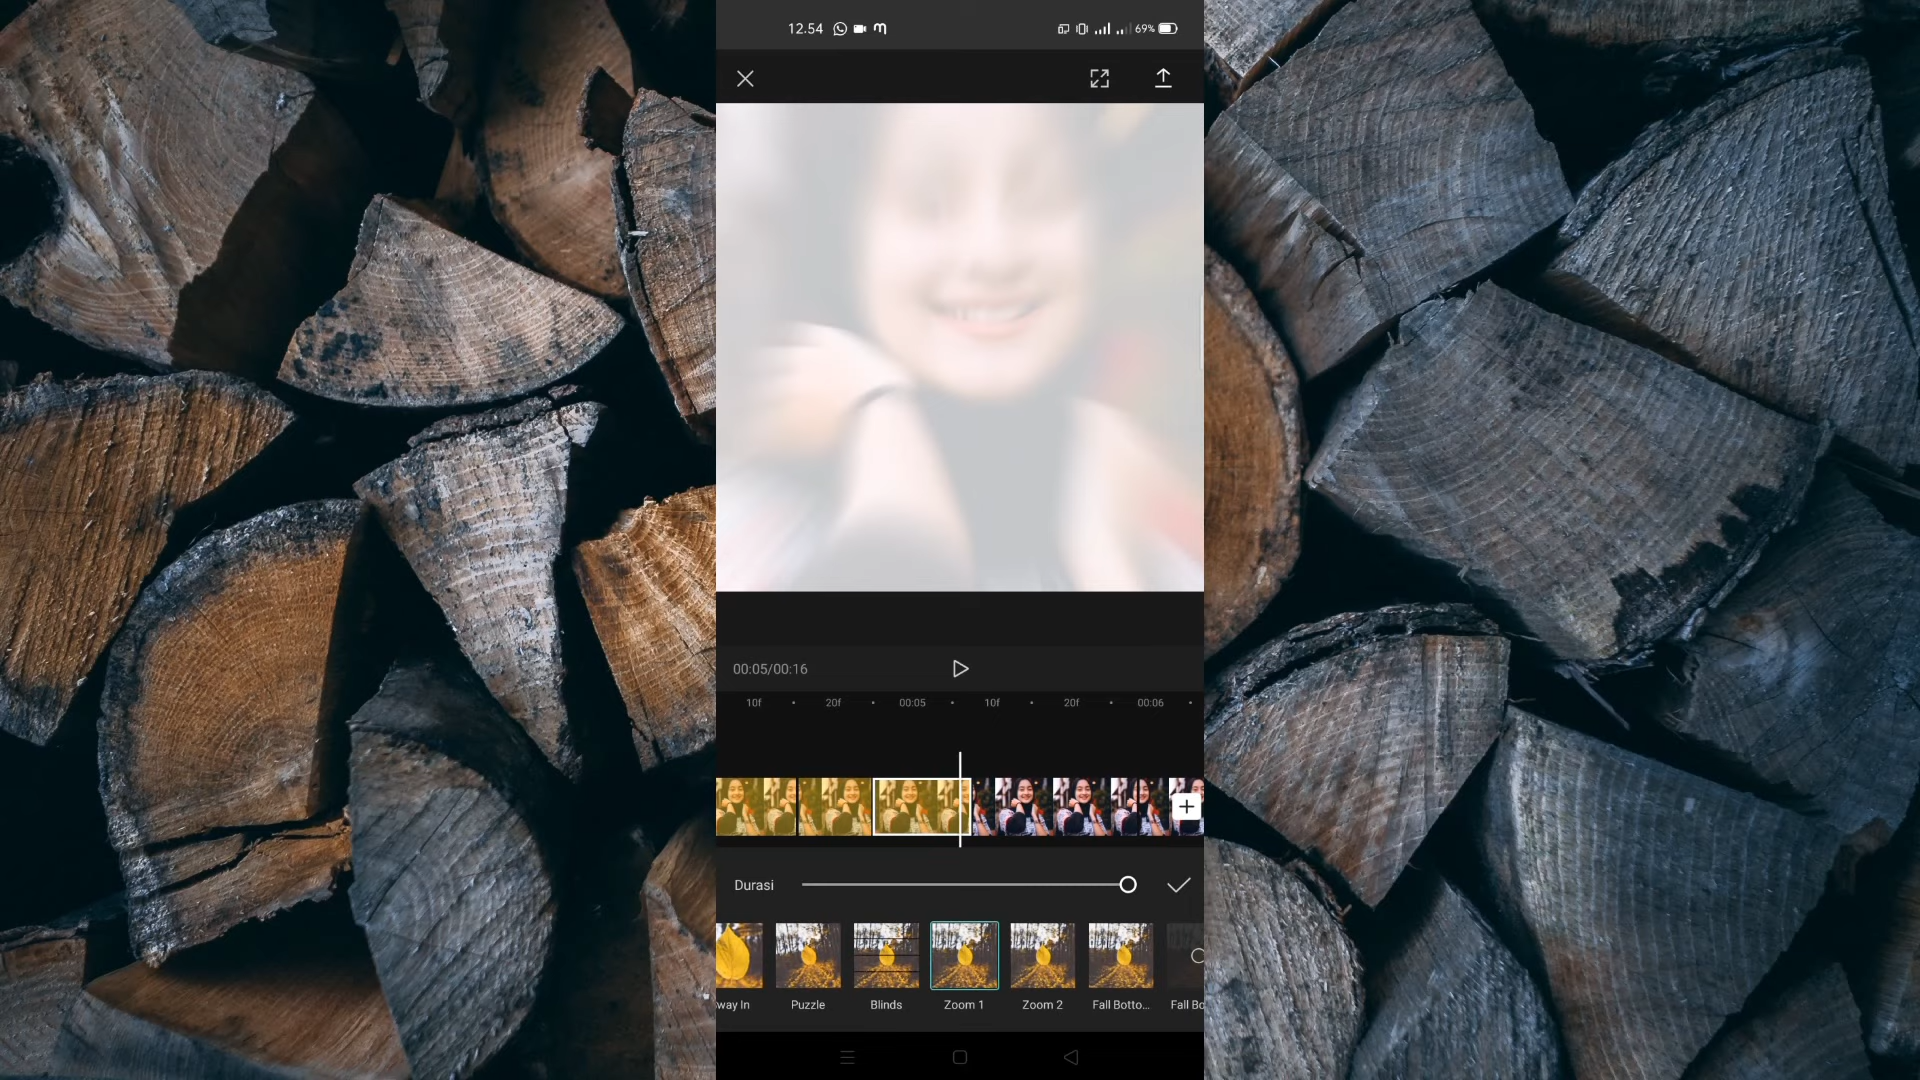 12.54
69%
00:05/00:16
10f 20f 00:05 10f 20f 00:06
Durasi
way In Puzzle Blinds Zoom 1 Zoom 2 Fall Botto... Fall Bo